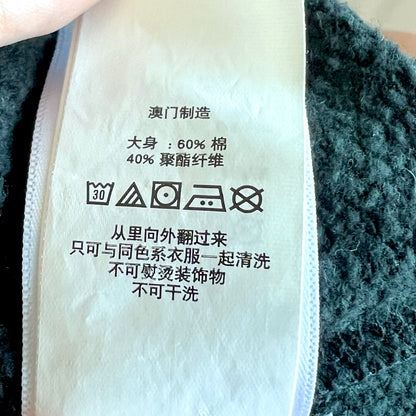 澳门制造
大身 : 60% 棉
40% 聚酯纤维
30
从里向外翻过来
只可与同色系衣服一起清洗
不可熨烫装饰物
不可干洗